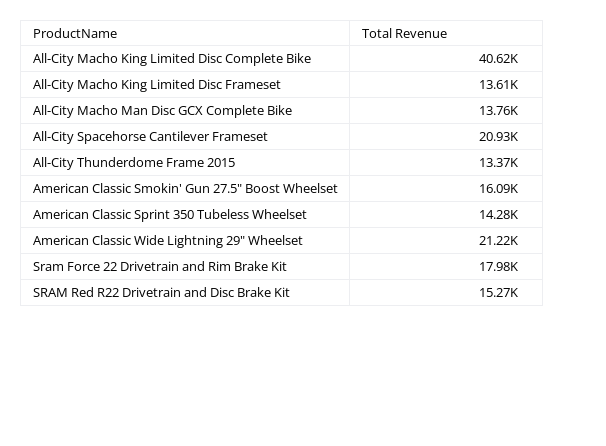 ProductName Total Revenue
All-City Macho King Limited Disc Complete Bike 40.62K
All-City Macho King Limited Disc Frameset 13.61K
All-City Macho Man Disc GCX Complete Bike 13.76K
All-City Spacehorse Cantilever Frameset 20.93K
All-City Thunderdome Frame 2015 13.37K
American Classic Smokin' Gun 27.5" Boost Wheelset 16.09K
American Classic Sprint 350 Tubeless Wheelset 14.28K
American Classic Wide Lightning 29" Wheelset 21.22K
Sram Force 22 Drivetrain and Rim Brake Kit 17.98K
SRAM Red R22 Drivetrain and Disc Brake Kit 15.27K